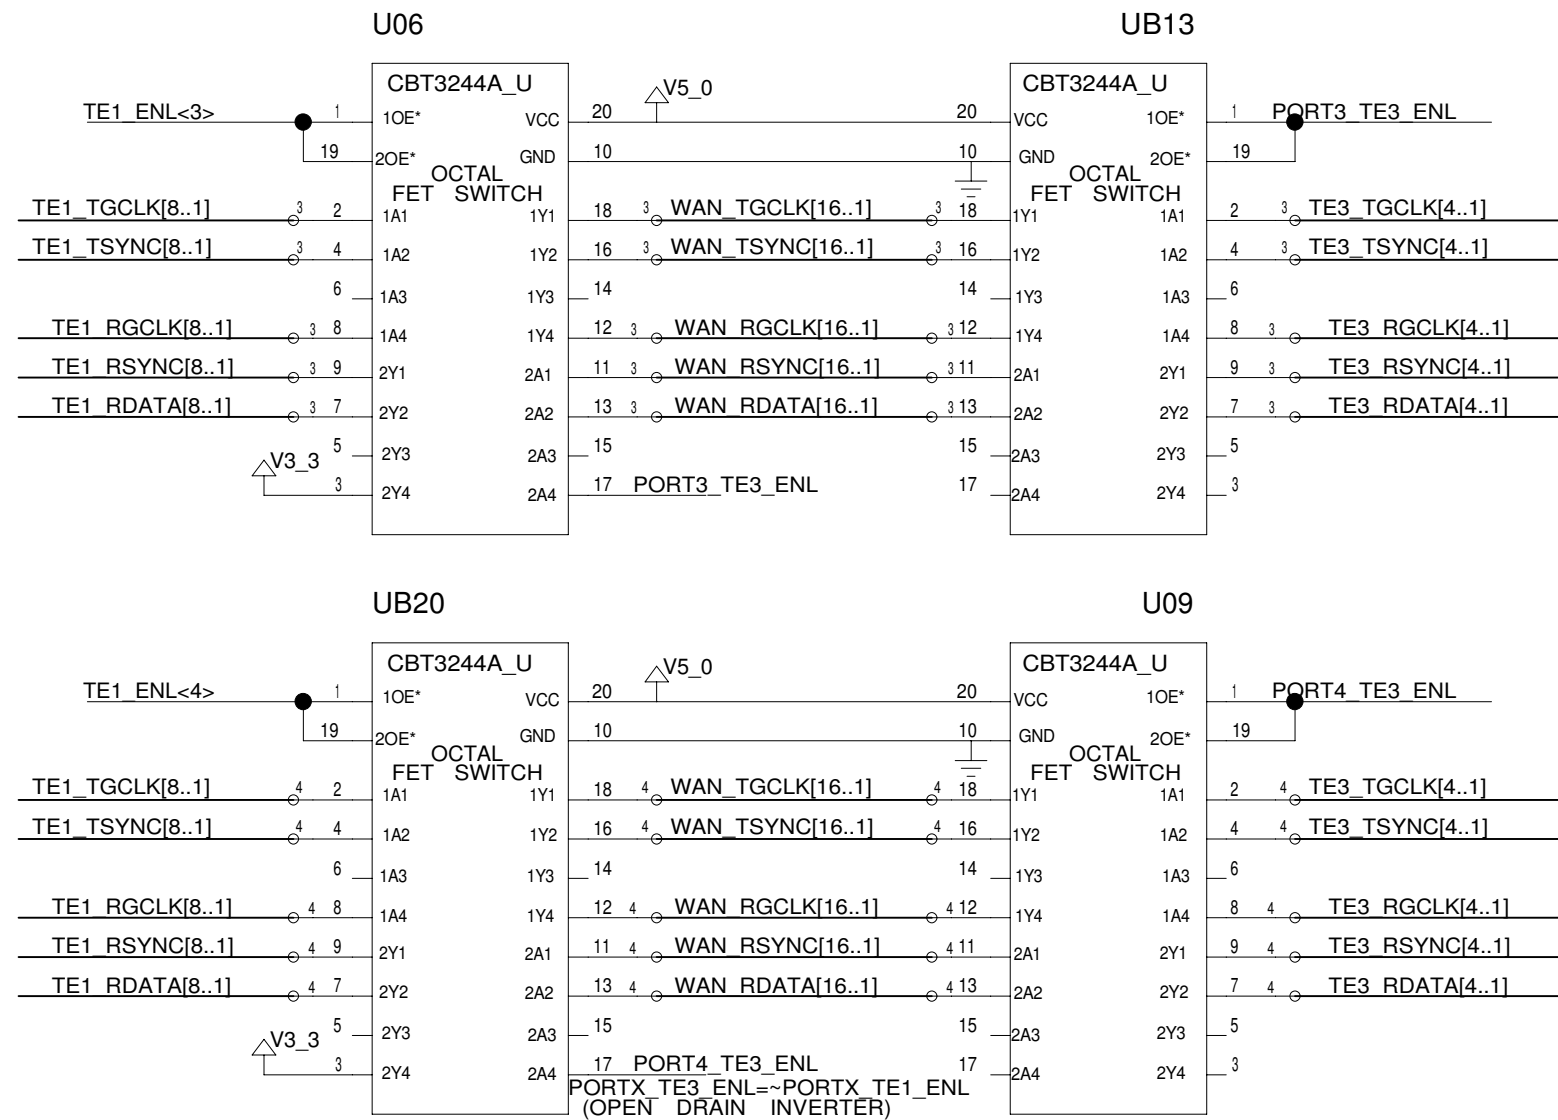 U06 UB13
CBT3244A_U V5_0 CBT3244A_U
TE1_ENL<3> 1 1OE* VCC 20 20 VCC 1OE* 1 PORT3_TE3_ENL
19 2OE* GND 10 10 GND 2OE* 19
OCTAL OCTAL
FET SWITCH FET SWITCH
TE1_TGCLK[8..1] 3 2 1A1 1Y1 18 3 WAN_TGCLK[16..1] 3 18 1Y1 1A1 2 3 TE3_TGCLK[4..1]
TE1_TSYNC[8..1] 3 4 1A2 1Y2 16 3 WAN_TSYNC[16..1] 3 16 1Y2 1A2 4 3 TE3_TSYNC[4..1]
6 1A3 1Y3 14 14 1Y3 1A3 6
TE1_RGCLK[8..1] 3 8 1A4 1Y4 12 3 WAN_RGCLK[16..1] 3 12 1Y4 1A4 8 3 TE3_RGCLK[4..1]
TE1_RSYNC[8..1] 3 9 2Y1 2A1 11 3 WAN_RSYNC[16..1] 3 11 2A1 2Y1 9 3 TE3_RSYNC[4..1]
TE1_RDATA[8..1] 3 7 2Y2 2A2 13 3 WAN_RDATA[16..1] 3 13 2A2 2Y2 7 3 TE3_RDATA[4..1]
5 2Y3 2A3 15 15 2A3 2Y3 5
V3_3
3 2Y4 2A4 17 PORT3_TE3_ENL 17 2A4 2Y4 3
UB20 U09
CBT3244A_U V5_0 CBT3244A_U
TE1_ENL<4> 1 1OE* VCC 20 20 VCC 1OE* 1 PORT4_TE3_ENL
19 2OE* GND 10 10 GND 2OE* 19
OCTAL OCTAL
FET SWITCH FET SWITCH
TE1_TGCLK[8..1] 4 2 1A1 1Y1 18 4 WAN_TGCLK[16..1] 4 18 1Y1 1A1 2 4 TE3_TGCLK[4..1]
TE1_TSYNC[8..1] 4 4 1A2 1Y2 16 4 WAN_TSYNC[16..1] 4 16 1Y2 1A2 4 4 TE3_TSYNC[4..1]
6 1A3 1Y3 14 14 1Y3 1A3 6
TE1_RGCLK[8..1] 4 8 1A4 1Y4 12 4 WAN_RGCLK[16..1] 4 12 1Y4 1A4 8 4 TE3_RGCLK[4..1]
TE1_RSYNC[8..1] 4 9 2Y1 2A1 11 4 WAN_RSYNC[16..1] 4 11 2A1 2Y1 9 4 TE3_RSYNC[4..1]
TE1_RDATA[8..1] 4 7 2Y2 2A2 13 4 WAN_RDATA[16..1] 4 13 2A2 2Y2 7 4 TE3_RDATA[4..1]
5 2Y3 2A3 15 15 2A3 2Y3 5
V3_3
3 2Y4 2A4 17 PORT4_TE3_ENL 17 2A4 2Y4 3
PORTX_TE3_ENL=~PORTX_TE1_ENL
(OPEN DRAIN INVERTER)